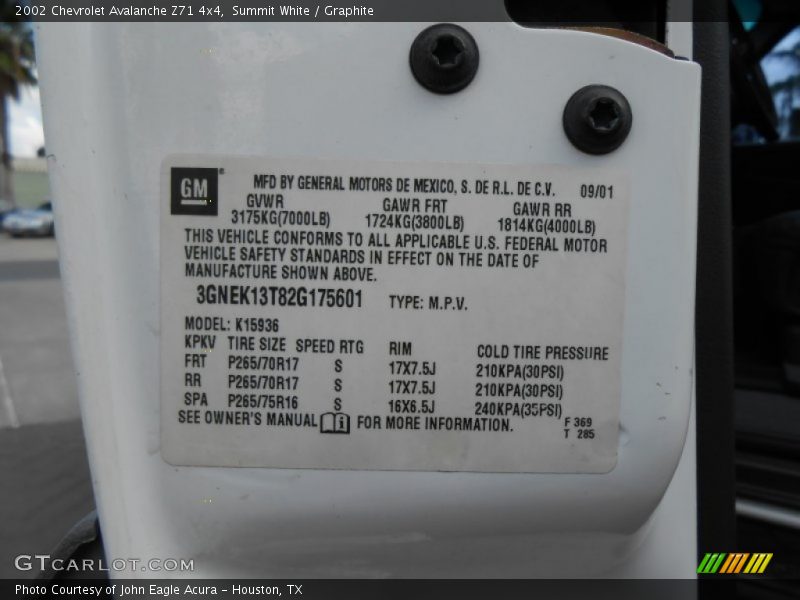 2002 Chevrolet Avalanche Z71 4x4, Summit White / Graphite
GM
MFD BY GENERAL MOTORS DE MEXICO, S. DE R.L. DE C.V. 09/01
GVWR GAWR FRT GAWR RR
3175KG(7000LB) 1724KG(3800LB) 1814KG(4000LB)
THIS VEHICLE CONFORMS TO ALL APPLICABLE U.S. FEDERAL MOTOR
VEHICLE SAFETY STANDARDS IN EFFECT ON THE DATE OF
MANUFACTURE SHOWN ABOVE.
3GNEK13T82G175601 TYPE: M.P.V.
MODEL: K15936
KPKV TIRE SIZE SPEED RTG RIM COLD TIRE PRESSURE
FRT P265/70R17 S 17X7.5J 210KPA(30PSI)
RR P265/70R17 S 17X7.5J 210KPA(30PSI)
SPA P265/75R16 S 16X6.5J 240KPA(35PSI)
SEE OWNER'S MANUAL i FOR MORE INFORMATION.
F 369
T 285
GTcarlot.com
Photo Courtesy of John Eagle Acura - Houston, TX